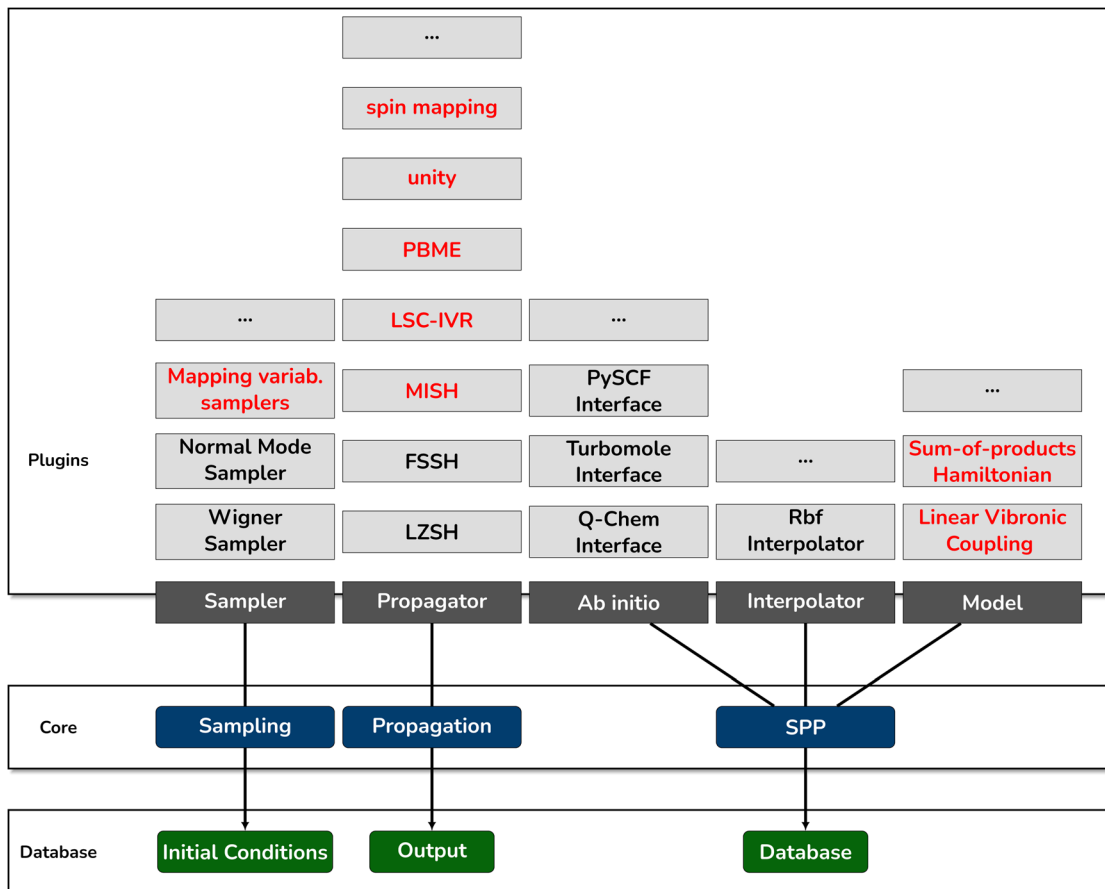 ...
spin mapping
unity
PBME
... LSC-IVR ...
Mapping variab.
samplers
MISH
PySCF
Interface
...
Plugins
Normal Mode
Sampler
FSSH
Turbomole
Interface
...
Sum-of-products
Hamiltonian
Wigner
Sampler
LZSH
Q-Chem
Interface
Rbf
Interpolator
Linear Vibronic
Coupling
Sampler Propagator Ab initio Interpolator Model
Core Sampling Propagation SPP
Database Initial Conditions Output Database